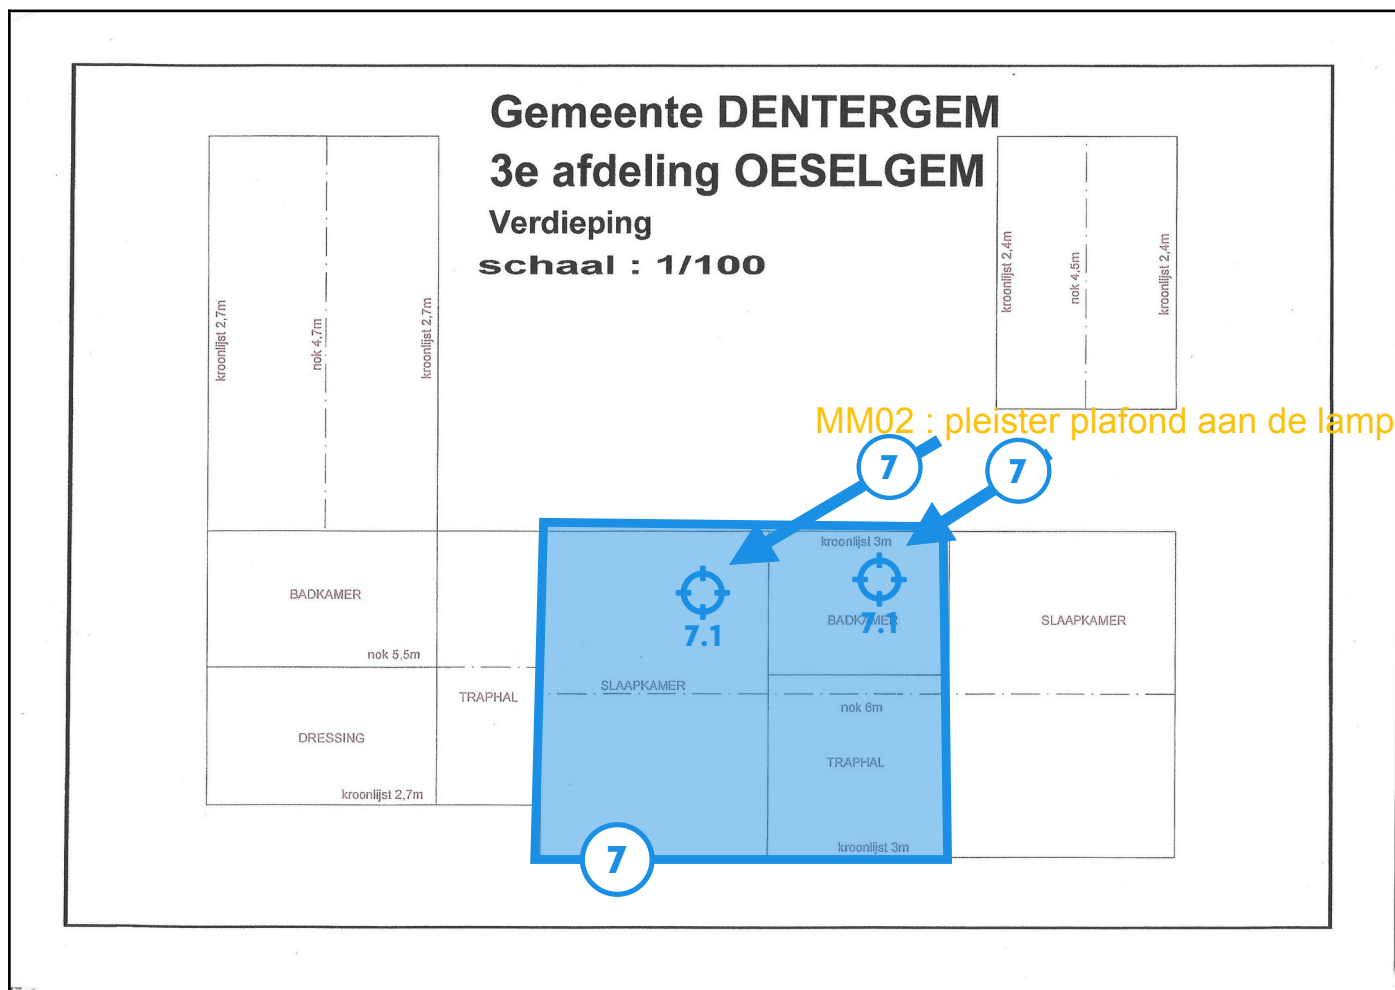 Gemeente DENTERGEM
3e afdeling OESELGEM
Verdieping
schaal : 1/100
kroonlijst 2,7m
nok 4,7m
kroonlijst 2,7m
kroonlijst 2,4m
nok 4,5m
kroonlijst 2,4m
MM02 : pleister plafond aan de lamp
7
7
kroonlijst 3m
BADKAMER
7.1
BADKAMER
7.1
SLAAPKAMER
nok 5,5m
TRAPHAL
SLAAPKAMER
nok 6m
DRESSING
TRAPHAL
kroonlijst 2,7m
kroonlijst 3m
7